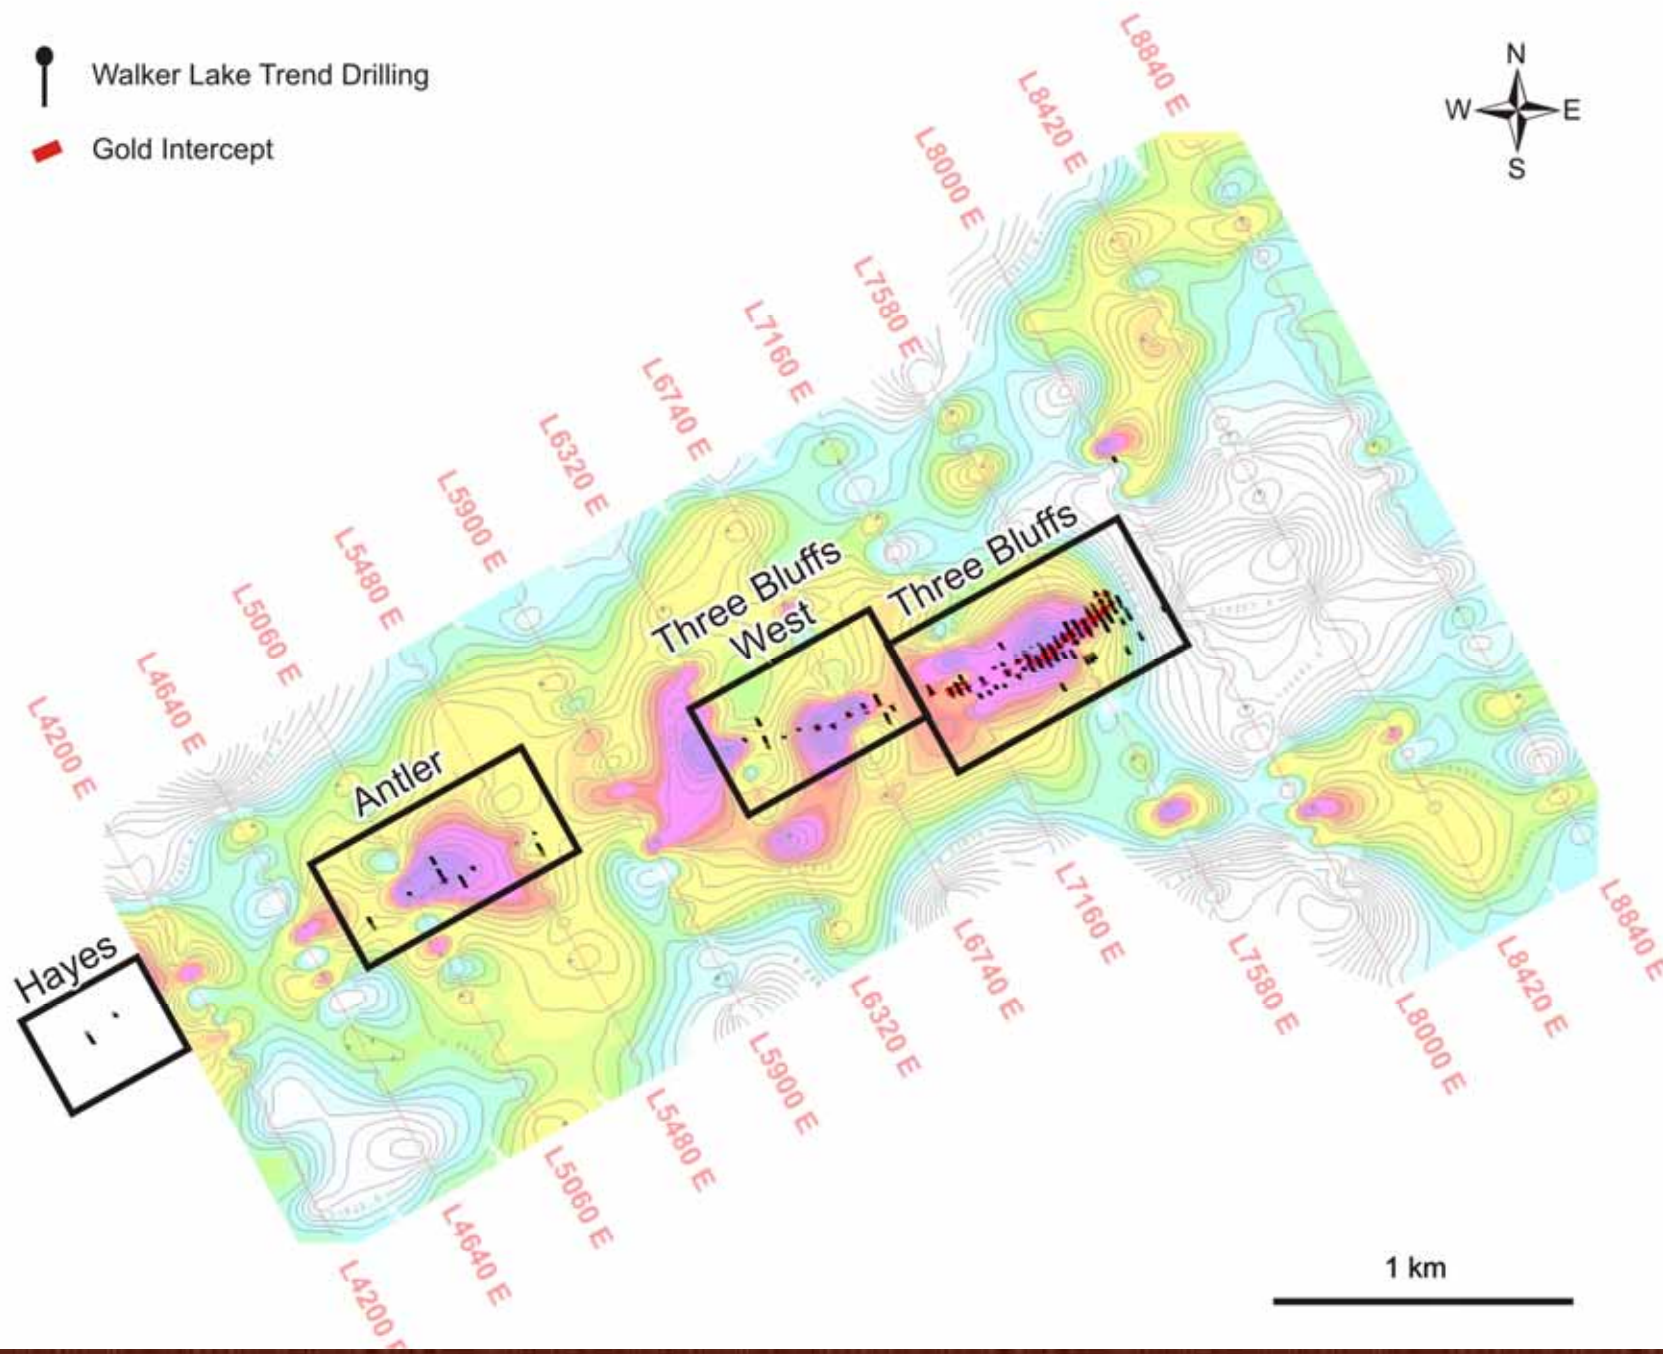 Walker Lake Trend Drilling
Gold Intercept
N
W
E
S
L8840 E
L8420 E
L8000 E
L7580 E
L7160 E
L6740 E
L6320 E
L5900 E
L5480 E
L5060 E
L4640 E
L4200 E
Three Bluffs
Three Bluffs
West
Antler
Hayes
L8840 E
L8420 E
L8000 E
L7580 E
L7160 E
L6740 E
L6320 E
L5900 E
L5480 E
L5060 E
L4640 E
L4200 E
1 km